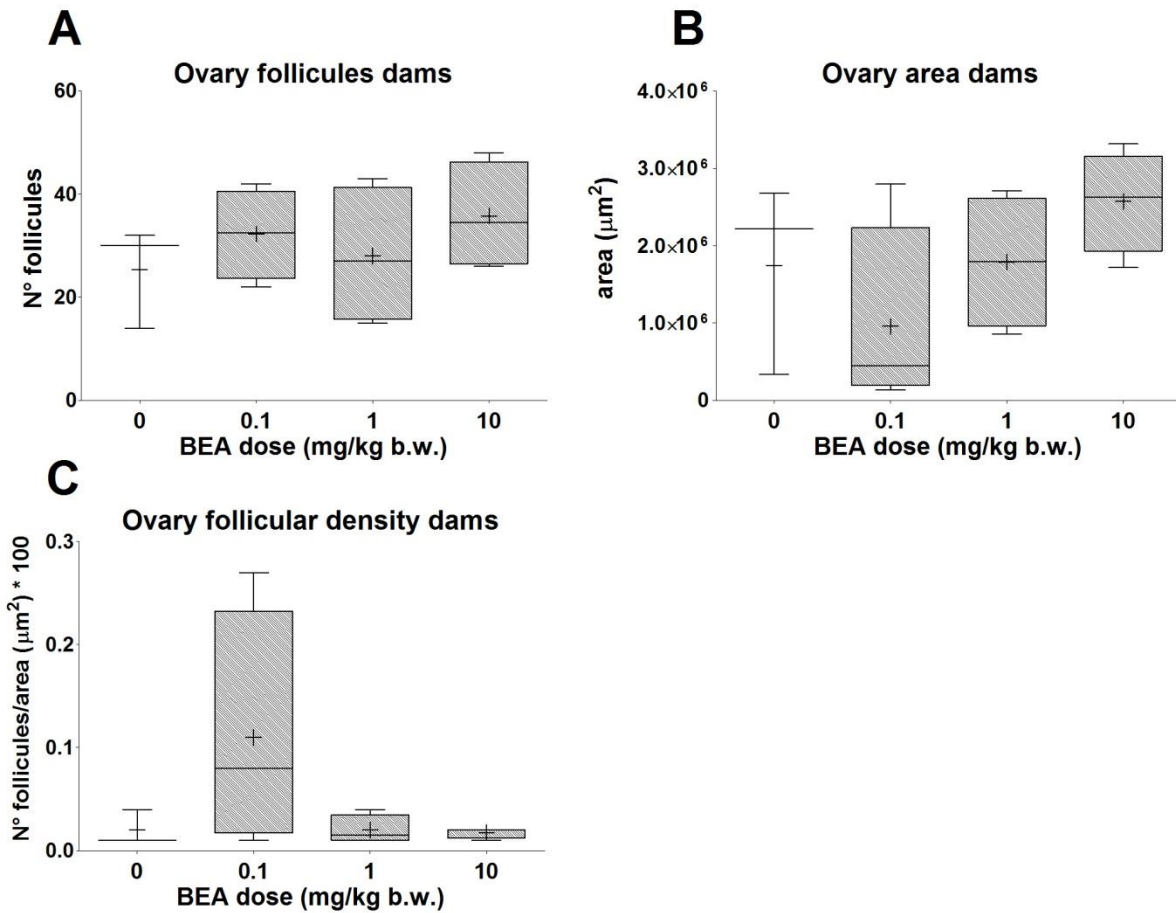 A
Ovary follicules dams
N° follicules
60
40
20
0
0 0.1 1 10
BEA dose (mg/kg b.w.)
B
Ovary area dams
area (μm²)
4.0×10⁶
3.0×10⁶
2.0×10⁶
1.0×10⁶
0
0 0.1 1 10
BEA dose (mg/kg b.w.)
C
Ovary follicular density dams
N° follicules/area (μm²) * 100
0.3
0.2
0.1
0.0
0 0.1 1 10
BEA dose (mg/kg b.w.)